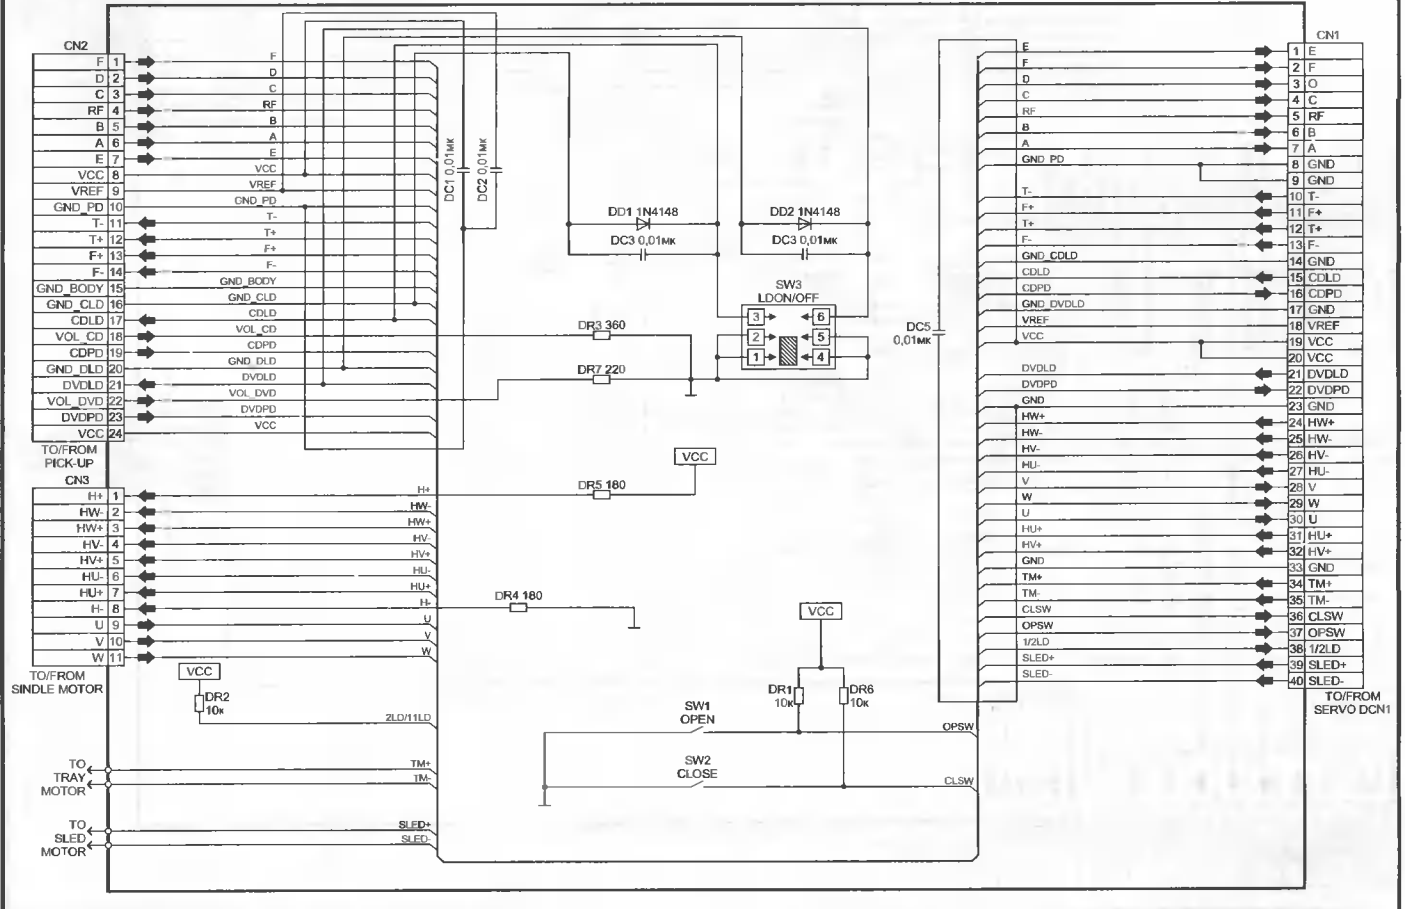 CN2
F 1
D 2
C 3
RF 4
B 5
A 6
E 7
VCC 8
VREF 9
GND_PD 10
T- 11
T+ 12
F+ 13
F- 14
GND_BODY 15
GND_CLD 16
CDLD 17
VOL_CD 18
CDPD 19
GND_DLD 20
DVDLD 21
VOL_DVD 22
DVDPD 23
VCC 24
TO/FROM
PICK-UP
CN3
H+ 1
HW- 2
HW+ 3
HV- 4
HV+ 5
HU- 6
HU+ 7
H- 8
U 9
V 10
W 11
TO/FROM
SINDLE MOTOR
F
D
C
RF
B
A
E
VCC
VREF
GND_PD
T-
T+
F+
F-
GND_BODY
GND_CLD
CDLD
VOL_CD
CDPD
GND_DLD
DVDLD
VOL_DVD
DVDPD
VCC
H+
HW-
HW+
HV-
HV+
HU-
HU+
H-
U
V
W
VCC
DR2
10к
2LD/11LD
TO
TRAY
MOTOR
TM+
TM-
TO
SLED
MOTOR
SLED+
SLED-
DC1 0,01мк
DC2 0,01мк
DD1 1N4148
DC3 0,01мк
DD2 1N4148
DC3 0,01мк
SW3
LDON/OFF
3 6
2 5
1 4
DR3 360
DR7 220
VCC
DR5 180
DR4 180
VCC
DR1
10к
DR6
10к
SW1
OPEN
SW2
CLOSE
OPSW
CLSW
DC5
0,01мк
E
F
D
C
RF
B
A
GND_PD
T-
F+
T+
F-
GND_CDLD
CDLD
CDPD
GND_DVDLD
VREF
VCC
DVDLD
DVDPD
GND
HW+
HW-
HV-
HU-
V
W
U
HU+
HV+
GND
TM+
TM-
CLSW
OPSW
1/2LD
SLED+
SLED-
CN1
1 E
2 F
3 O
4 C
5 RF
6 B
7 A
8 GND
9 GND
10 T-
11 F+
12 T+
13 F-
14 GND
15 CDLD
16 CDPD
17 GND
18 VREF
19 VCC
20 VCC
21 DVDLD
22 DVDPD
23 GND
24 HW+
25 HW-
26 HV-
27 HU-
28 V
29 W
30 U
31 HU+
32 HV+
33 GND
34 TM+
35 TM-
36 CLSW
37 OPSW
38 1/2LD
39 SLED+
40 SLED-
TO/FROM
SERVO DCN1